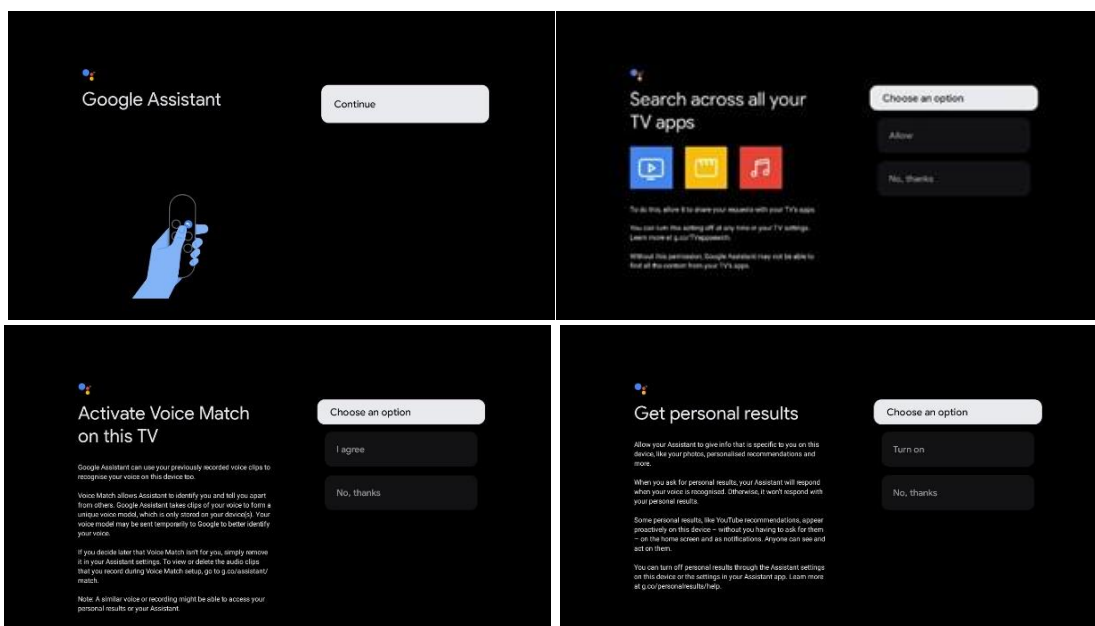 Google Assistant
Continue
Search across all your
TV apps
Choose an option
Allow
No, thanks
To do this, allow it to share your requests with your TV's apps
You can turn this setting off at any time in your TV settings.
Learn more at g.co/TVappsearch.
Without this permission, Google Assistant may not be able to
find all the content from your TV's apps.
Activate Voice Match
on this TV
Choose an option
I agree
No, thanks
Google Assistant can use your previously recorded voice clips to
recognise your voice on this device too.
Voice Match allows Assistant to identify you and tell you apart
from others. Google Assistant takes clips of your voice to form a
unique voice model, which is only stored on your device(s). Your
voice model may be sent temporarily to Google to better identify
your voice.
If you decide later that Voice Match isn't for you, simply remove
it in your Assistant settings. To view or delete the audio clips
that you record during Voice Match setup, go to g.co/assistant/
match.
Note: A similar voice or recording might be able to access your
personal results or your Assistant.
Get personal results
Choose an option
Turn on
No, thanks
Allow your Assistant to give info that is specific to you on this
device, like your photos, personalised recommendations and
more.
When you ask for personal results, your Assistant will respond
when your voice is recognised. Otherwise, it won't respond with
your personal results.
Some personal results, like YouTube recommendations, appear
proactively on this device – without you having to ask for them
– on the home screen and as notifications. Anyone can see and
act on them.
You can turn off personal results through the Assistant settings
on this device or the settings in your Assistant app. Learn more
at g.co/personalresults/help.